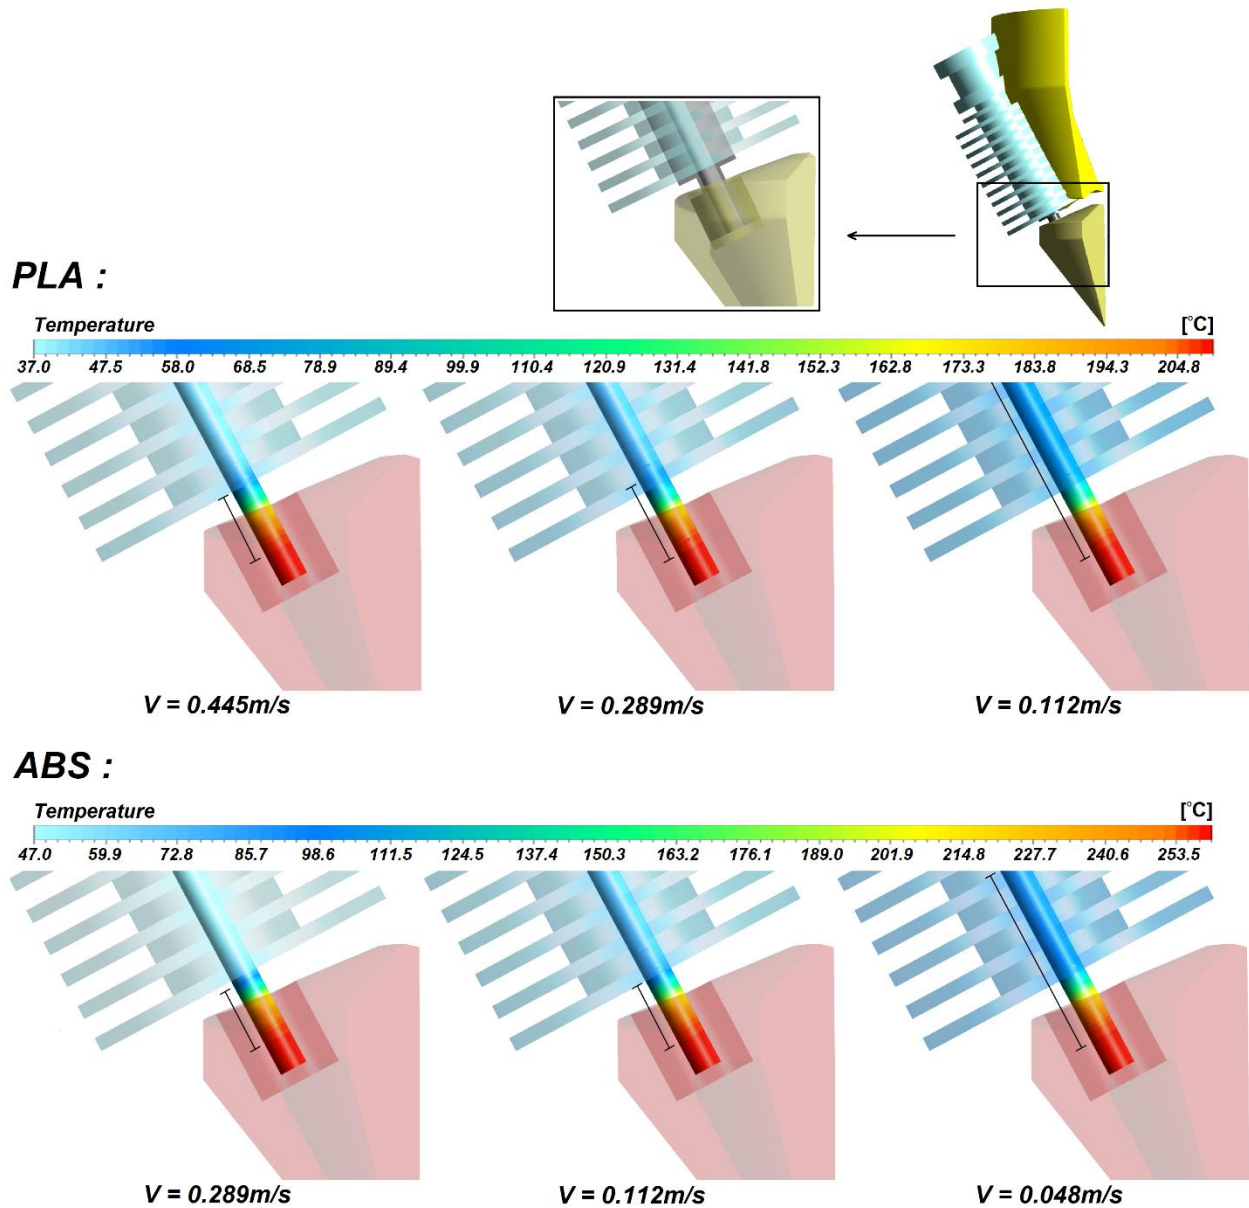 PLA :
Temperature [°C]
37.0 47.5 58.0 68.5 78.9 89.4 99.9 110.4 120.9 131.4 141.8 152.3 162.8 173.3 183.8 194.3 204.8
V = 0.445m/s V = 0.289m/s V = 0.112m/s
ABS :
Temperature [°C]
47.0 59.9 72.8 85.7 98.6 111.5 124.5 137.4 150.3 163.2 176.1 189.0 201.9 214.8 227.7 240.6 253.5
V = 0.289m/s V = 0.112m/s V = 0.048m/s